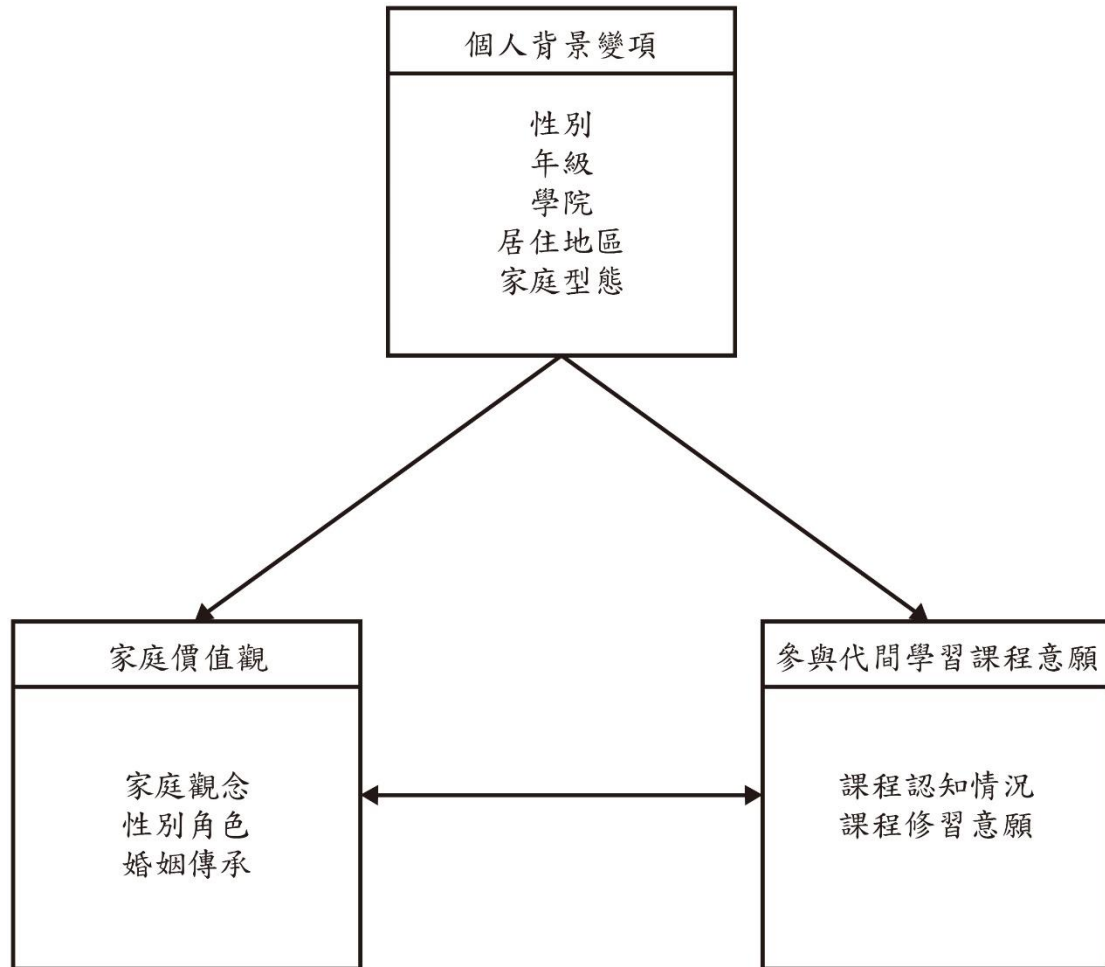 個人背景變項
性別
年級
學院
居住地區
家庭型態
家庭價值觀
家庭觀念
性別角色
婚姻傳承
參與代間學習課程意願
課程認知情況
課程修習意願